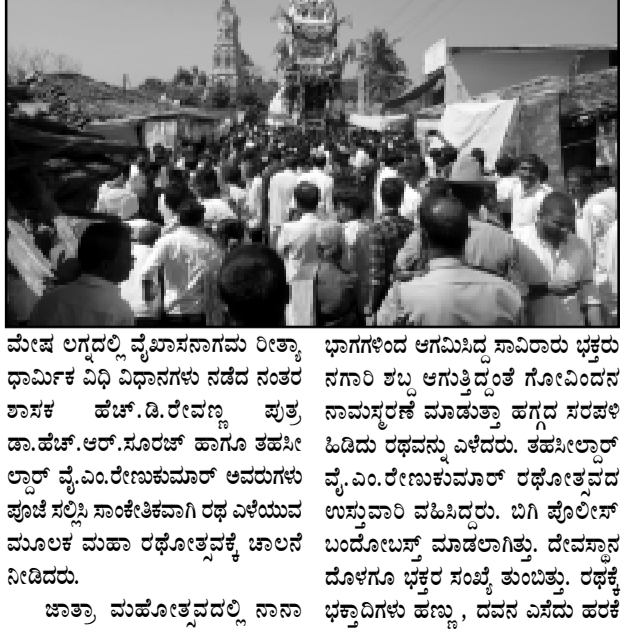 ಮೇಷ ಲಗ್ನದಲ್ಲಿ ವೈಖಾಸನಾಗಮ ರೀತ್ಯಾ
ಧಾರ್ಮಿಕ ವಿಧಿ ವಿಧಾನಗಳು ನಡೆದ ನಂತರ
ಶಾಸಕ ಹೆಚ್.ಡಿ.ರೇವಣ್ಣ ಪುತ್ರ
ಡಾ.ಹೆಚ್.ಆರ್.ಸೂರಜ್ ಹಾಗೂ ತಹಸೀ
ಲ್ದಾರ್ ವೈ.ಎಂ.ರೇಣುಕುಮಾರ್ ಅವರುಗಳು
ಪೂಜೆ ಸಲ್ಲಿಸಿ ಸಾಂಕೇತಿಕವಾಗಿ ರಥ ಎಳೆಯುವ
ಮೂಲಕ ಮಹಾ ರಥೋತ್ಸವಕ್ಕೆ ಚಾಲನೆ
ನೀಡಿದರು.
ಜಾತ್ರಾ ಮಹೋತ್ಸವದಲ್ಲಿ ನಾನಾ
ಭಾಗಗಳಿಂದ ಆಗಮಿಸಿದ್ದ ಸಾವಿರಾರು ಭಕ್ತರು
ನಗಾರಿ ಶಬ್ದ ಆಗುತ್ತಿದ್ದಂತೆ ಗೋವಿಂದನ
ನಾಮಸ್ಮರಣೆ ಮಾಡುತ್ತಾ ಹಗ್ಗದ ಸರಪಳಿ
ಹಿಡಿದು ರಥವನ್ನು ಎಳೆದರು. ತಹಸೀಲ್ದಾರ್
ವೈ.ಎಂ.ರೇಣುಕುಮಾರ್ ರಥೋತ್ಸವದ
ಉಸ್ತುವಾರಿ ವಹಿಸಿದ್ದರು. ಬಿಗಿ ಪೊಲೀಸ್
ಬಂದೋಬಸ್ತ್ ಮಾಡಲಾಗಿತ್ತು. ದೇವಸ್ಥಾನ
ದೊಳಗೂ ಭಕ್ತರ ಸಂಖ್ಯೆ ತುಂಬಿತ್ತು. ರಥಕ್ಕೆ
ಭಕ್ತಾದಿಗಳು ಹಣ್ಣು, ದವನ ಎಸೆದು ಹರಕೆ